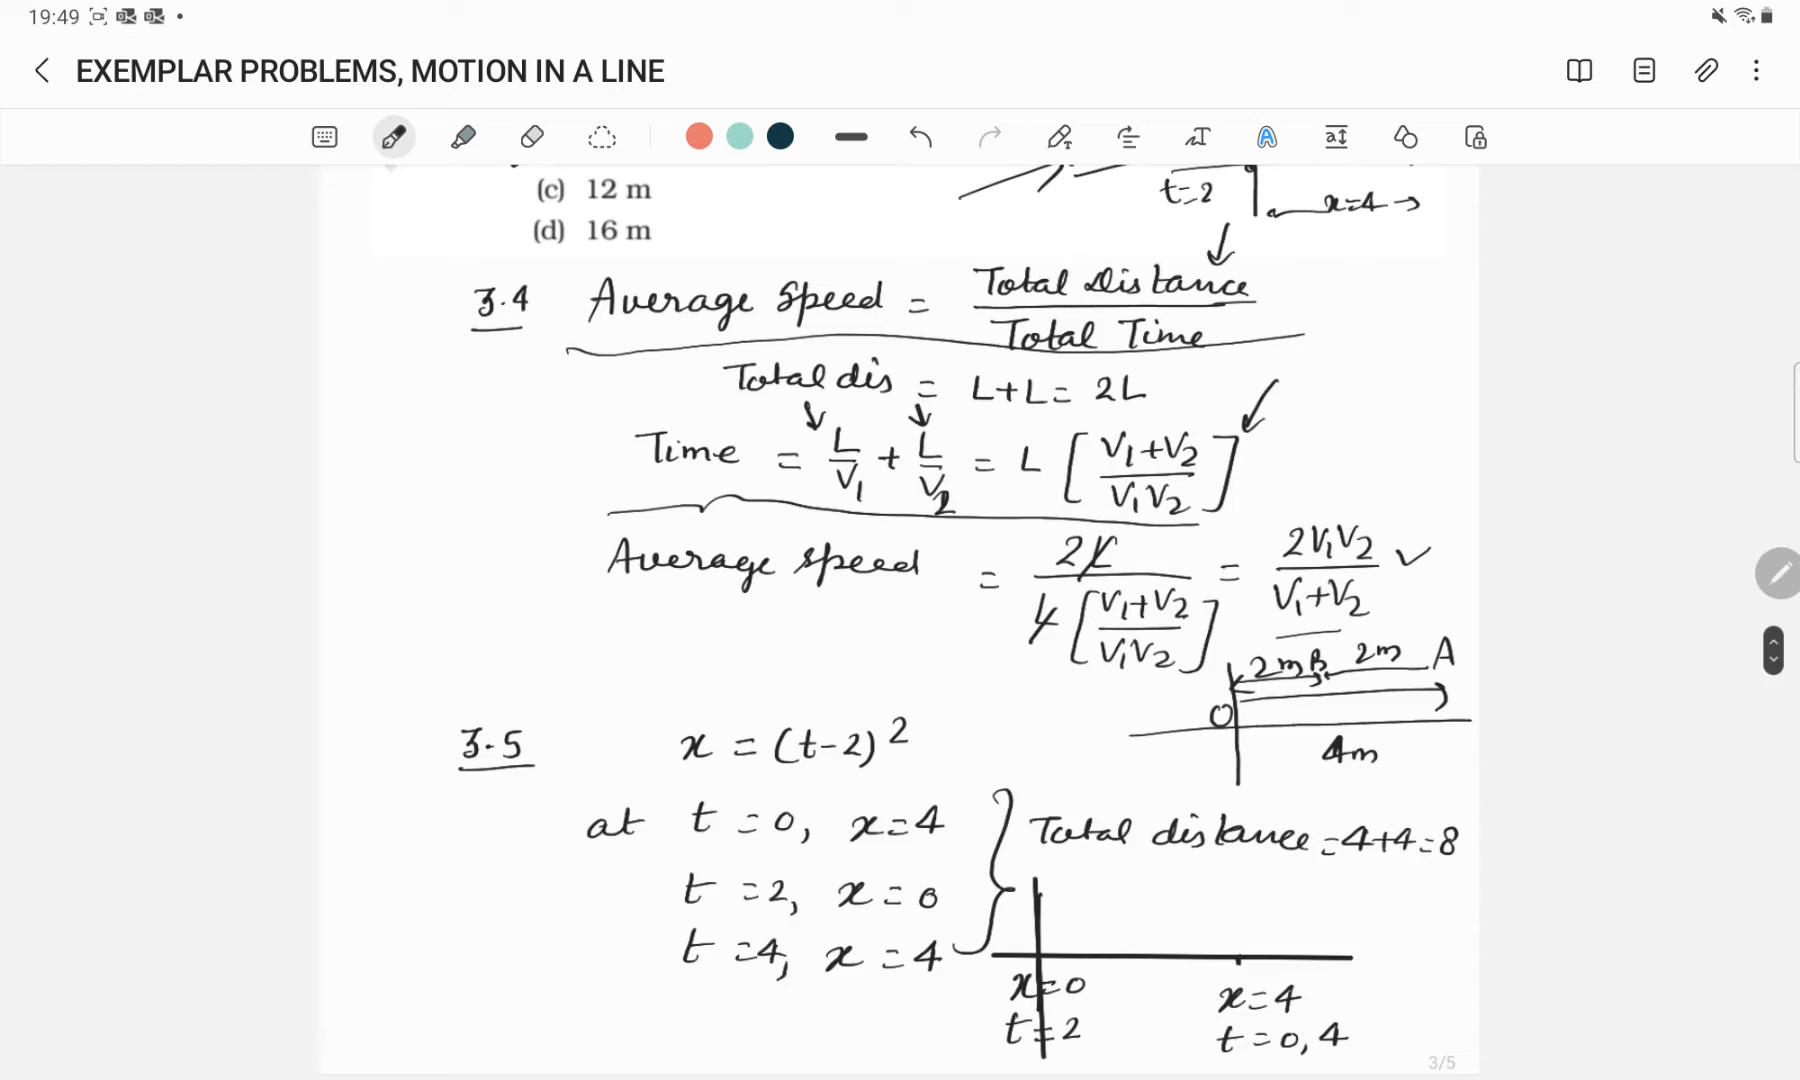 19:49
EXEMPLAR PROBLEMS, MOTION IN A LINE
(c) 12 m
(d) 16 m
t=2
x=4
3.4 Average Speed = Total Distance / Total Time
Total dis = L+L= 2L
Time = L/V1 + L/V2 = L [ V1+V2 / V1V2 ]
Average speed = 2L / L [ V1+V2 / V1V2 ] = 2V1V2 / V1+V2
2m B 2m A
O
4m
3.5 x = (t-2)²
at t=0, x=4
Total distance =4+4=8
t=2, x=0
t=4, x=4
x=0 x=4
t=2 t=0,4
3/5